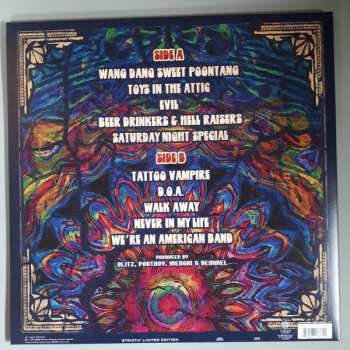 SIDE A
WANG DANG SWEET POONTANG
TOYS IN THE ATTIC
EVIL
BEER DRINKERS & HELL RAISERS
SATURDAY NIGHT SPECIAL
SIDE B
TATTOO VAMPIRE
D.O.A.
WALK AWAY
NEVER IN MY LIFE
WE'RE AN AMERICAN BAND
PRODUCED BY
BLITZ, PORTNOY, MENGHI & DEMMEL
STRICTLY LIMITED EDITION